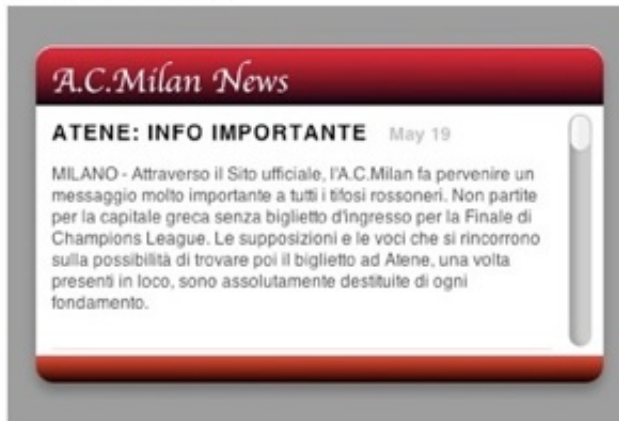 A.C.Milan News
ATENE: INFO IMPORTANTE May 19
MILANO - Attraverso il Sito ufficiale, l'A.C.Milan fa pervenire un
messaggio molto importante a tutti i tifosi rossoneri. Non partite
per la capitale greca senza biglietto d'ingresso per la Finale di
Champions League. Le supposizioni e le voci che si rincorrono
sulla possibilità di trovare poi il biglietto ad Atene, una volta
presenti in loco, sono assolutamente destituite di ogni
fondamento.